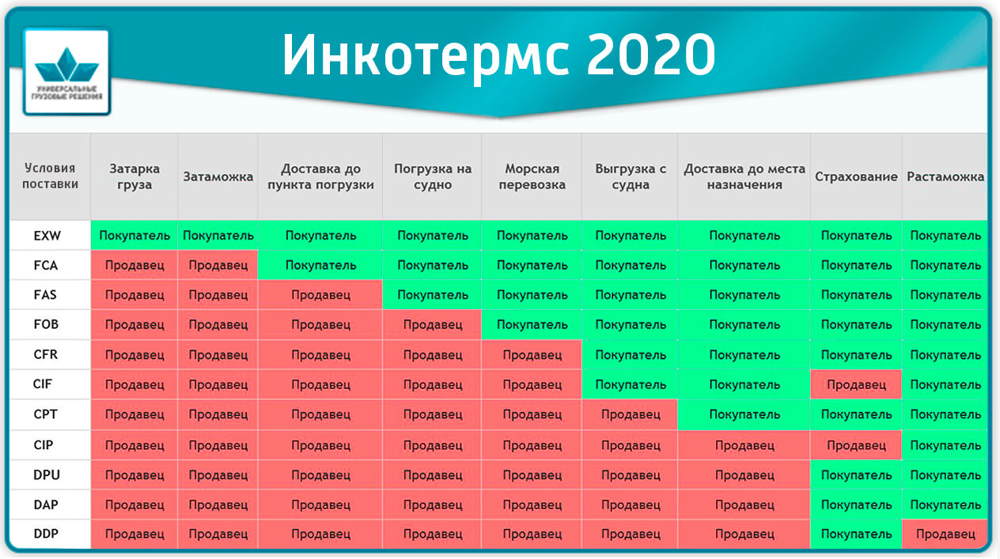 Инкотермс 2020
УНИВЕРСАЛЬНЫЕ
ГРУЗОВЫЕ РЕШЕНИЯ
Условия поставки Затарка груза Затаможка Доставка до пункта погрузки Погрузка на судно Морская перевозка Выгрузка с судна Доставка до места назначения Страхование Растаможка
EXW Покупатель Покупатель Покупатель Покупатель Покупатель Покупатель Покупатель Покупатель Покупатель
FCA Продавец Продавец Покупатель Покупатель Покупатель Покупатель Покупатель Покупатель Покупатель
FAS Продавец Продавец Продавец Покупатель Покупатель Покупатель Покупатель Покупатель Покупатель
FOB Продавец Продавец Продавец Продавец Покупатель Покупатель Покупатель Покупатель Покупатель
CFR Продавец Продавец Продавец Продавец Продавец Покупатель Покупатель Покупатель Покупатель
CIF Продавец Продавец Продавец Продавец Продавец Покупатель Покупатель Продавец Покупатель
CPT Продавец Продавец Продавец Продавец Продавец Продавец Покупатель Покупатель Покупатель
CIP Продавец Продавец Продавец Продавец Продавец Продавец Продавец Продавец Покупатель
DPU Продавец Продавец Продавец Продавец Продавец Продавец Продавец Покупатель Покупатель
DAP Продавец Продавец Продавец Продавец Продавец Продавец Продавец Покупатель Покупатель
DDP Продавец Продавец Продавец Продавец Продавец Продавец Продавец Покупатель Продавец